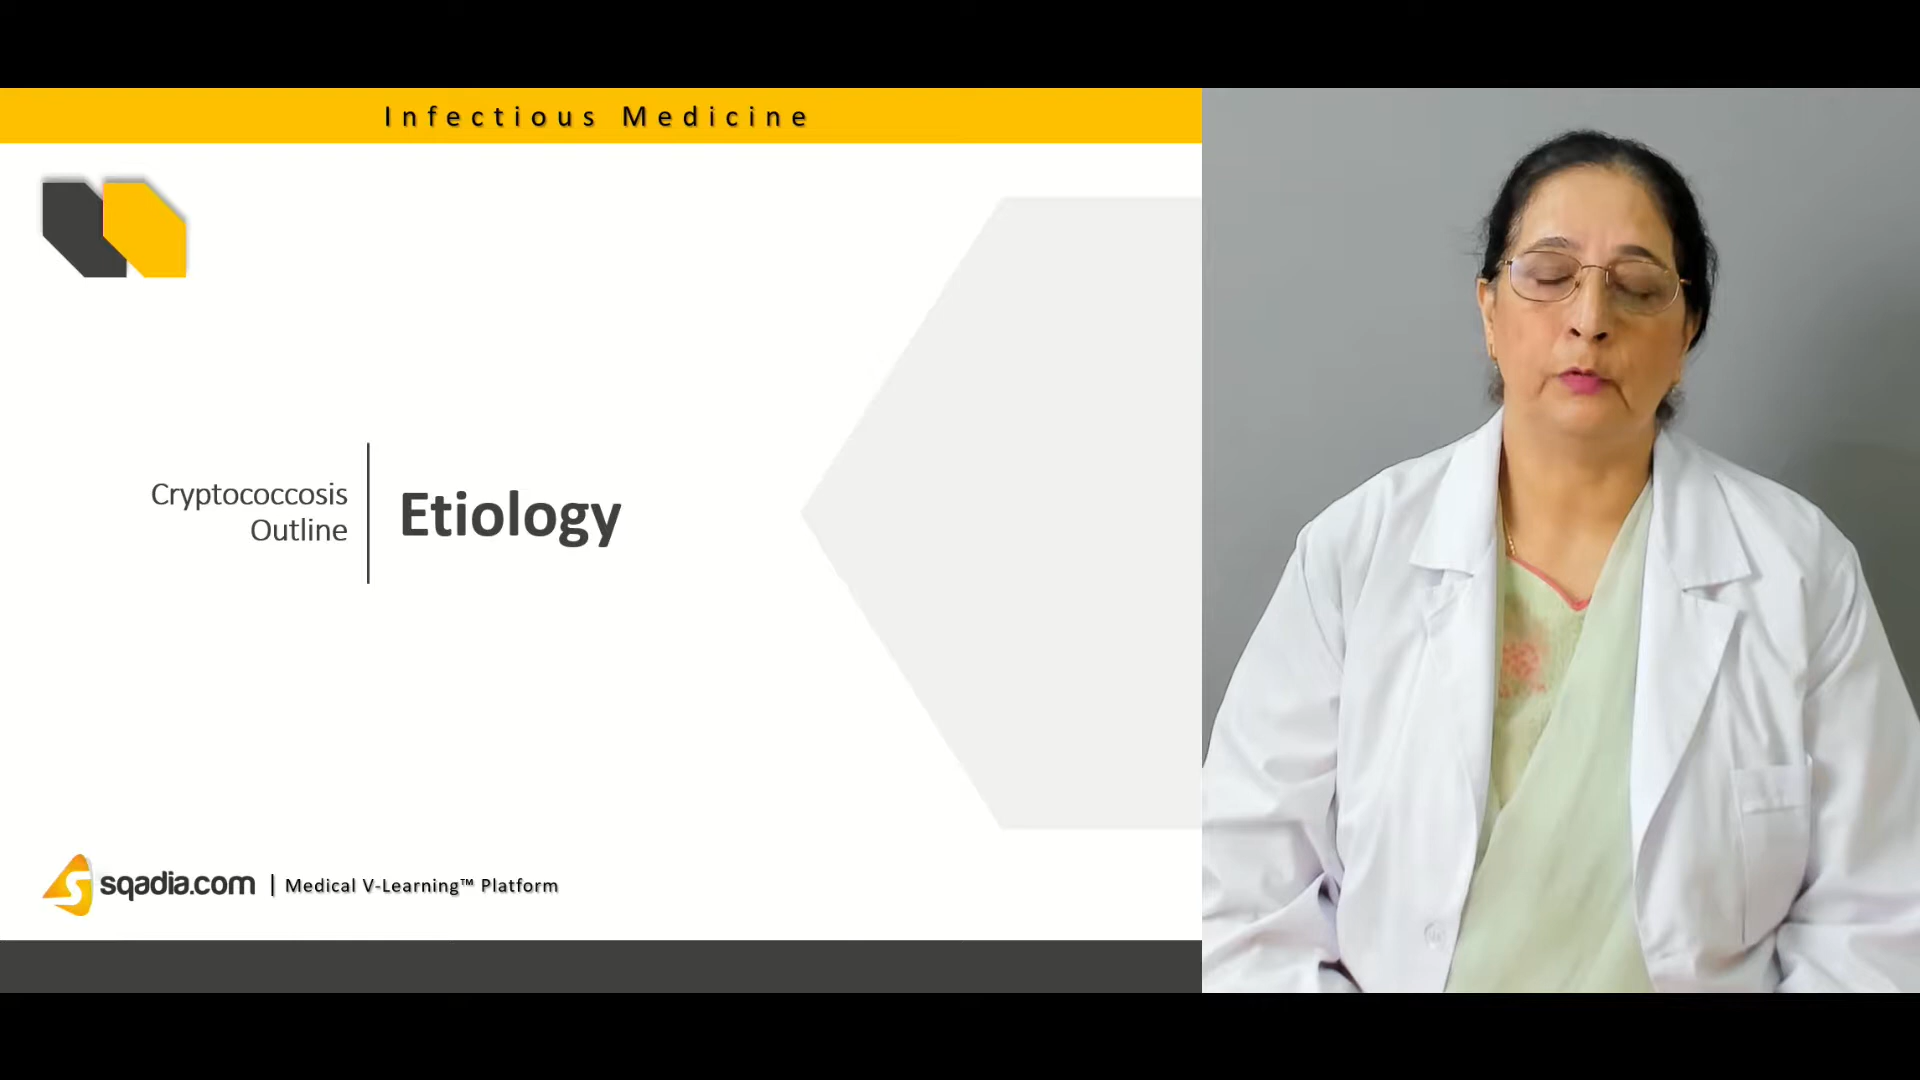 Infectious Medicine
Cryptococcosis
Outline
Etiology
sqadia.com | Medical V-Learning™ Platform